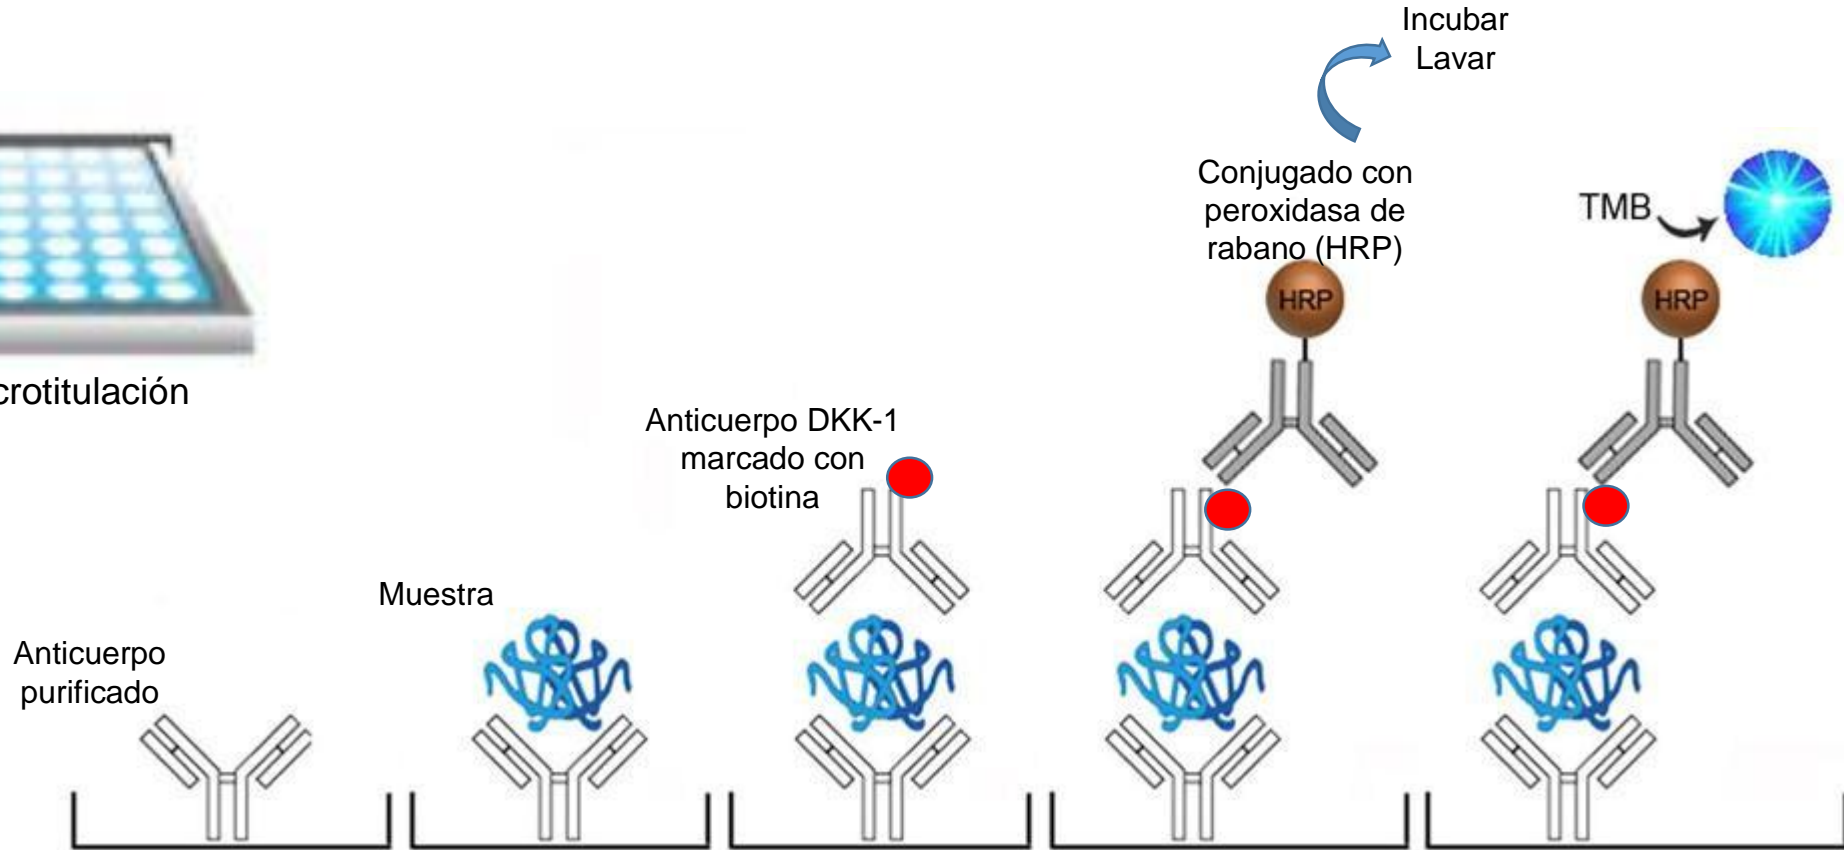 Incubar
Lavar
Conjugado con
peroxidasa de
rabano (HRP)
TMB
HRP
HRP
crotitulación
Anticuerpo DKK-1
marcado con
biotina
Muestra
Anticuerpo
purificado